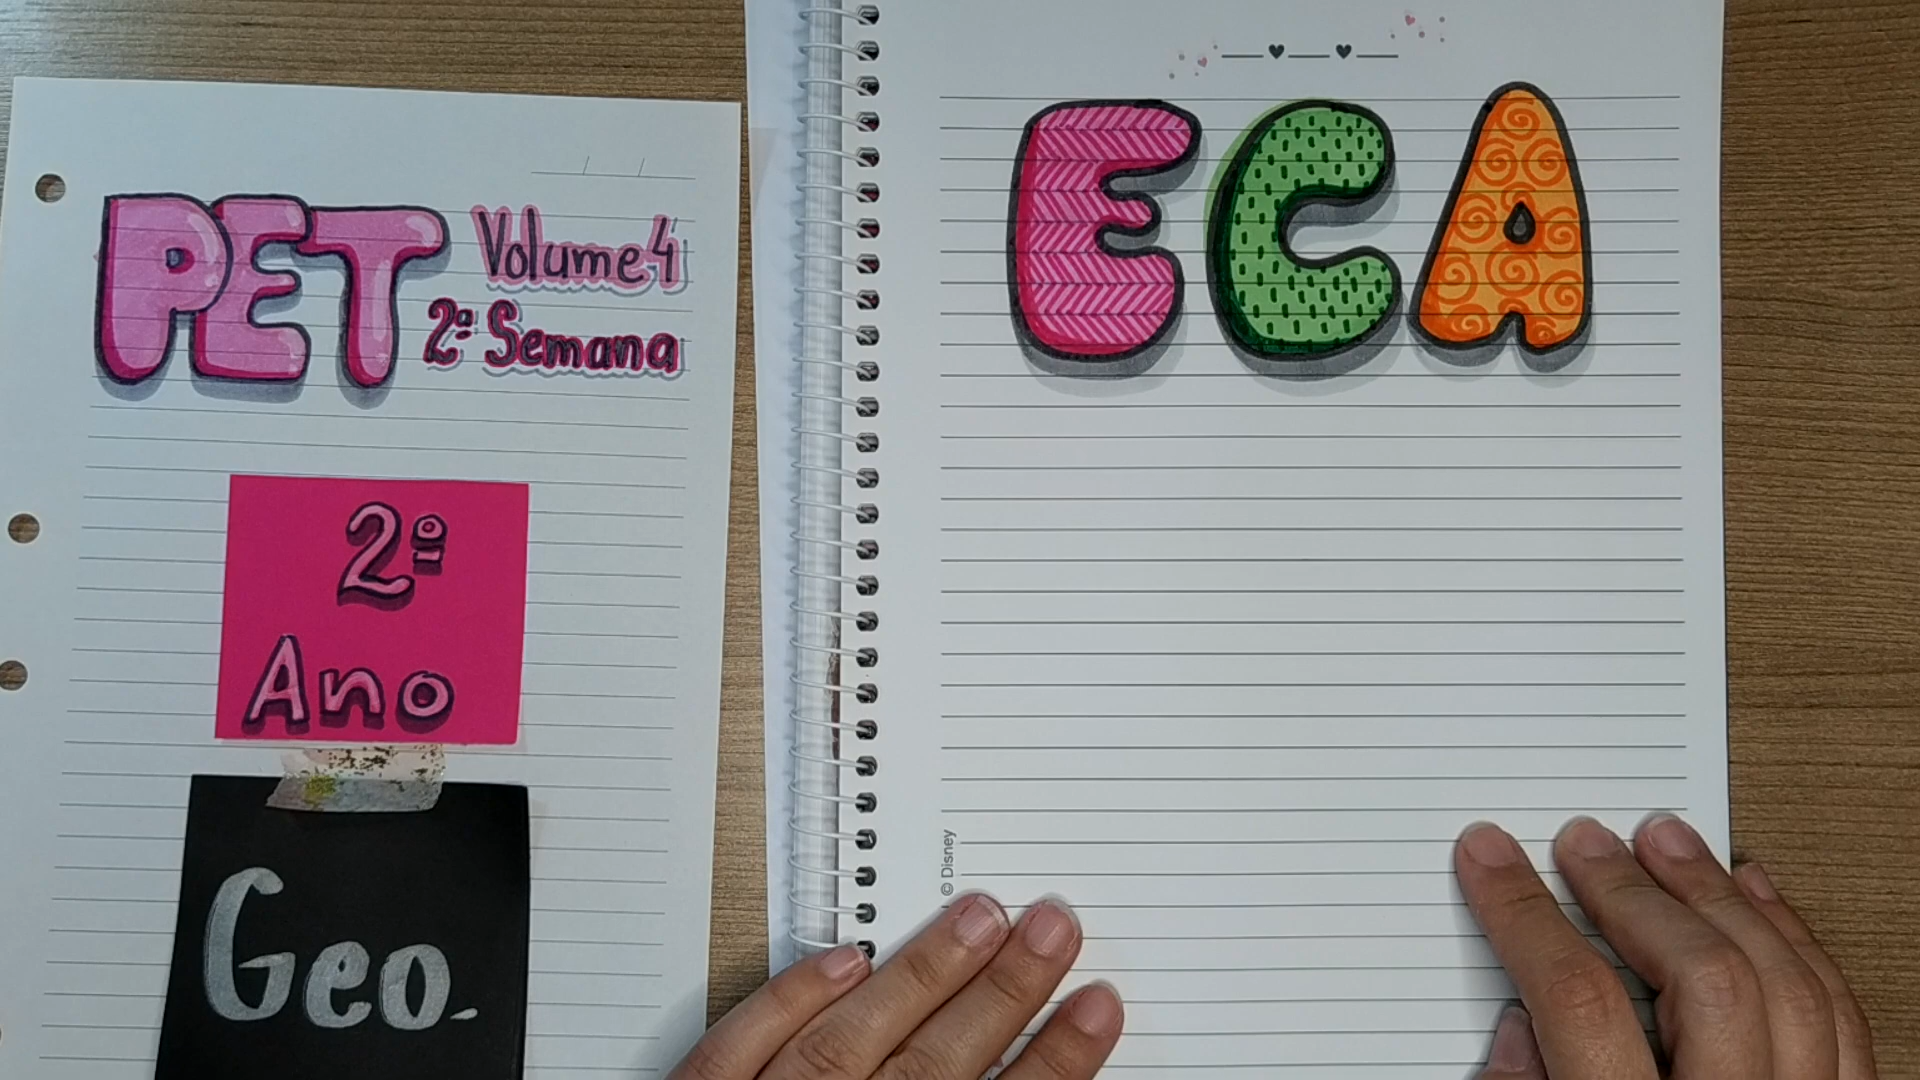 PET Volume 4
2ª Semana
2º
Ano
Geo.
ECA
© Disney